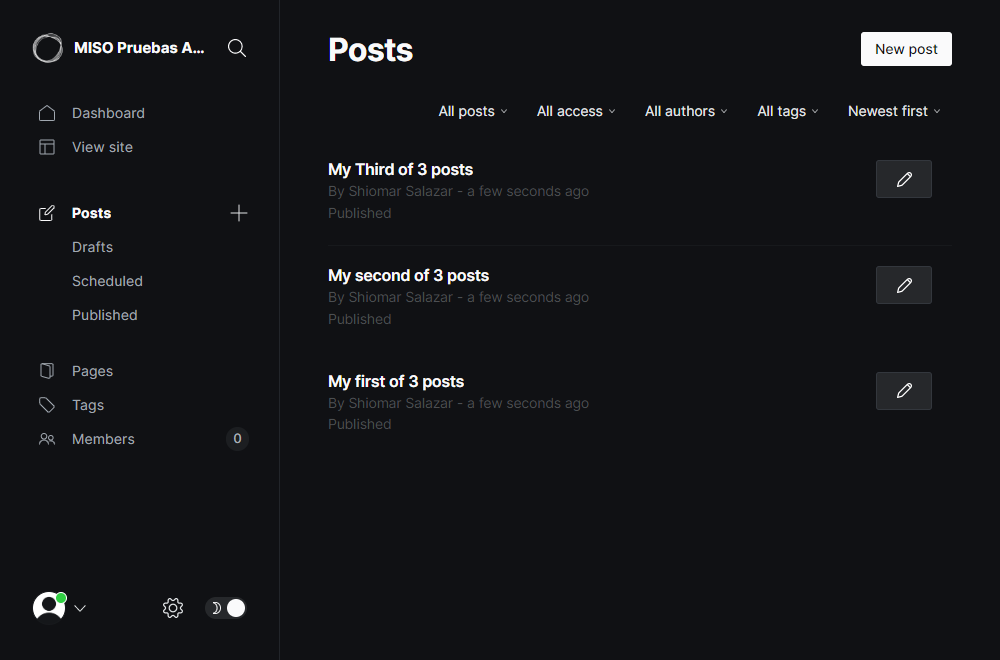 MISO Pruebas A...
Dashboard
View site
Posts
Drafts
Scheduled
Published
Pages
Tags
Members 0
Posts
New post
All posts All access All authors All tags Newest first
My Third of 3 posts
By Shiomar Salazar - a few seconds ago
Published
My second of 3 posts
By Shiomar Salazar - a few seconds ago
Published
My first of 3 posts
By Shiomar Salazar - a few seconds ago
Published